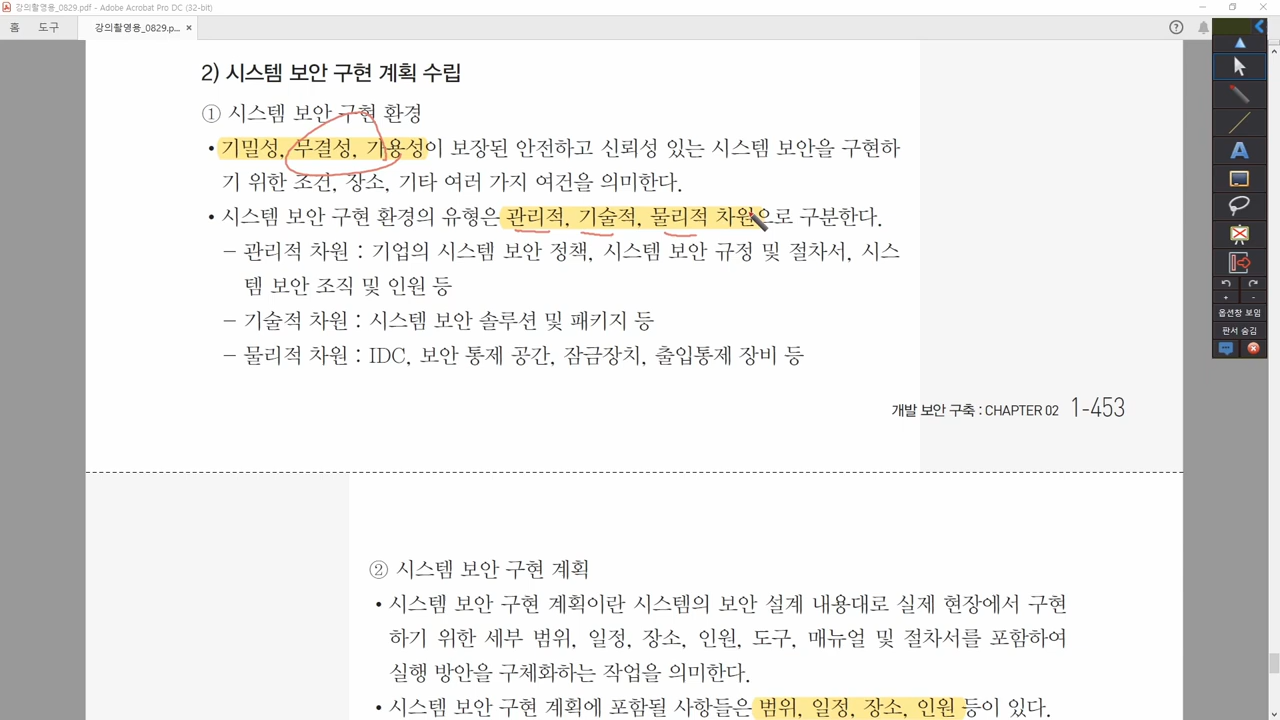 강의촬영용_0829.pdf - Adobe Acrobat Pro DC (32-bit)
홈 도구 강의촬영용_0829.p...
2) 시스템 보안 구현 계획 수립
① 시스템 보안 구현 환경
• 기밀성, 무결성, 가용성이 보장된 안전하고 신뢰성 있는 시스템 보안을 구현하
기 위한 조건, 장소, 기타 여러 가지 여건을 의미한다.
• 시스템 보안 구현 환경의 유형은 관리적, 기술적, 물리적 차원으로 구분한다.
– 관리적 차원 : 기업의 시스템 보안 정책, 시스템 보안 규정 및 절차서, 시스
템 보안 조직 및 인원 등
– 기술적 차원 : 시스템 보안 솔루션 및 패키지 등
– 물리적 차원 : IDC, 보안 통제 공간, 잠금장치, 출입통제 장비 등
개발 보안 구축 : CHAPTER 02 1-453
② 시스템 보안 구현 계획
• 시스템 보안 구현 계획이란 시스템의 보안 설계 내용대로 실제 현장에서 구현
하기 위한 세부 범위, 일정, 장소, 인원, 도구, 매뉴얼 및 절차서를 포함하여
실행 방안을 구체화하는 작업을 의미한다.
• 시스템 보안 구현 계획에 포함될 사항들은 범위, 일정, 장소, 인원 등이 있다.
A
옵션창 보임
판서 숨김